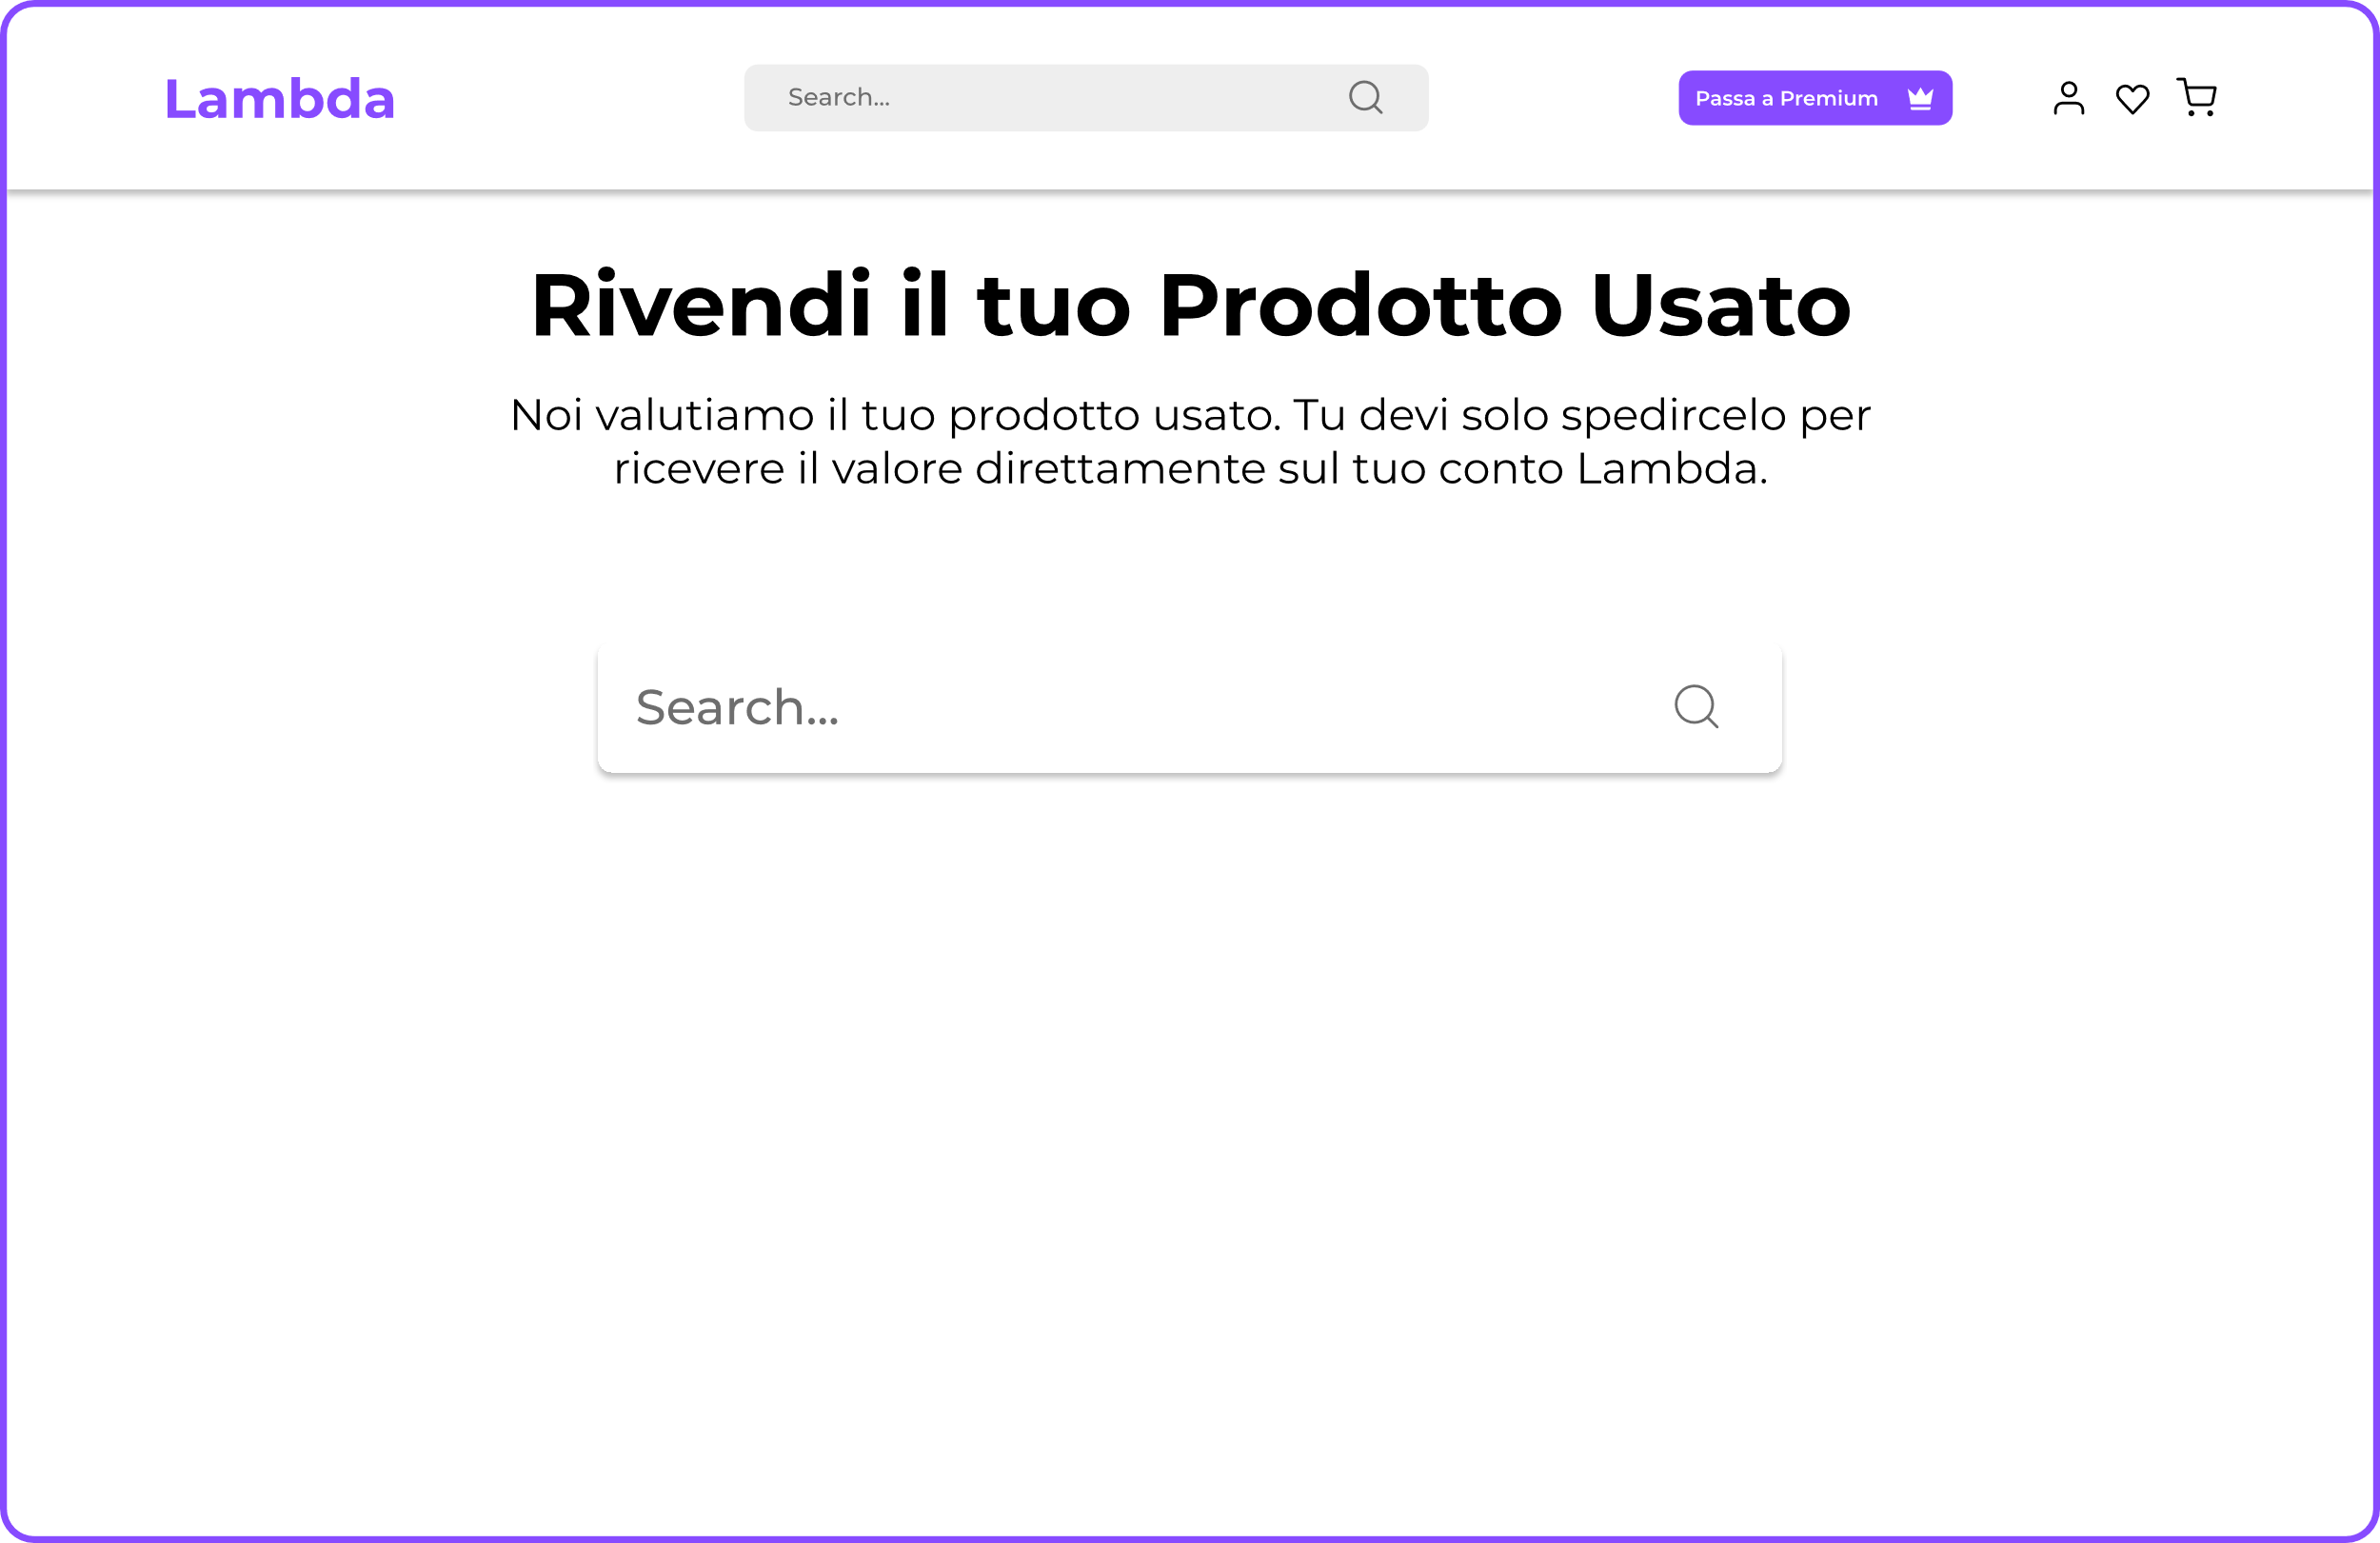 Lambda
Search...
Passa a Premium
Rivendi il tuo Prodotto Usato
Noi valutiamo il tuo prodotto usato. Tu devi solo spedircelo per
ricevere il valore direttamente sul tuo conto Lambda.
Search...